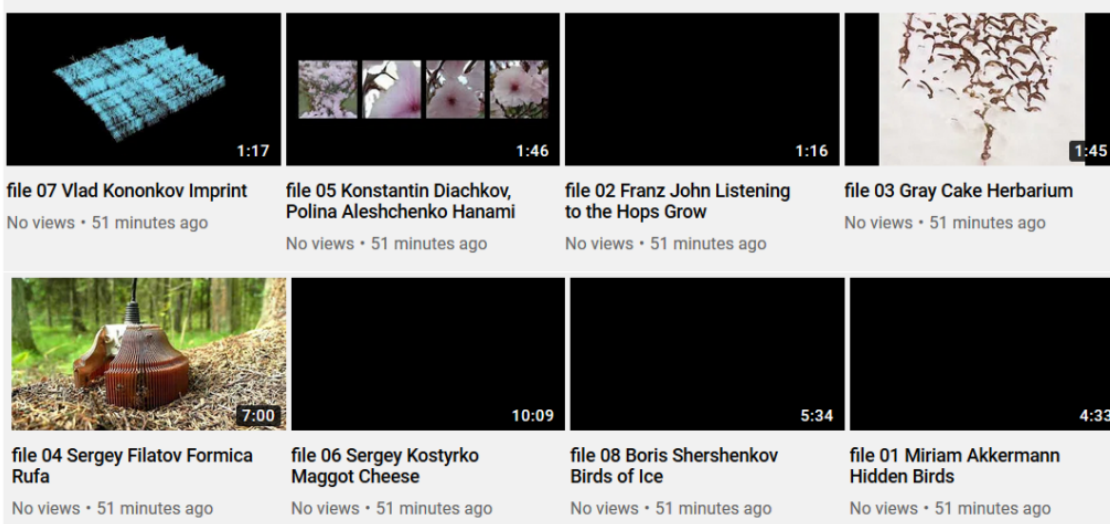 1:17
1:46
1:16
1:45
file 07 Vlad Kononkov Imprint
No views • 51 minutes ago
file 05 Konstantin Diachkov,
Polina Aleshchenko Hanami
No views • 51 minutes ago
file 02 Franz John Listening
to the Hops Grow
No views • 51 minutes ago
file 03 Gray Cake Herbarium
No views • 51 minutes ago
7:00
10:09
5:34
4:33
file 04 Sergey Filatov Formica
Rufa
No views • 51 minutes ago
file 06 Sergey Kostyrko
Maggot Cheese
No views • 51 minutes ago
file 08 Boris Shershenkov
Birds of Ice
No views • 51 minutes ago
file 01 Miriam Akkermann
Hidden Birds
No views • 51 minutes ago